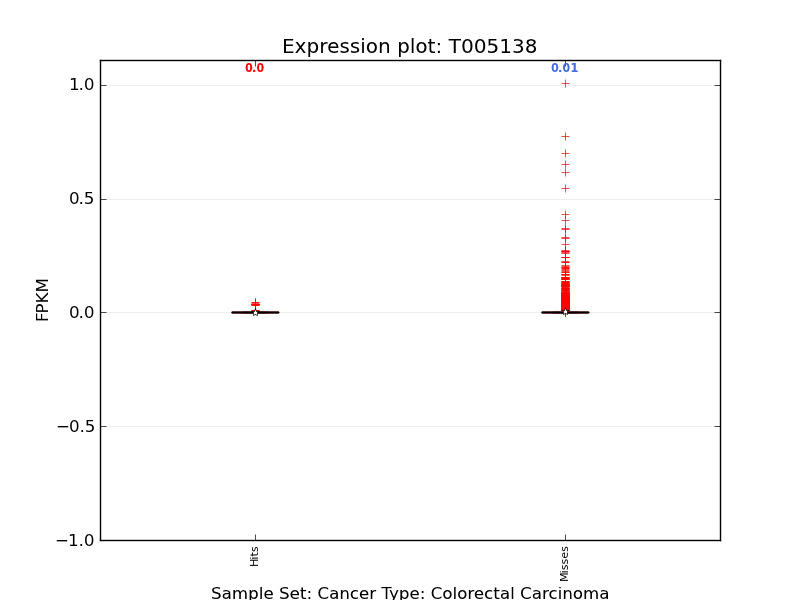 Expression plot: T005138
0.0
0.01
1.0
0.5
0.0
−0.5
−1.0
FPKM
Hits
Misses
Sample Set: Cancer Type: Colorectal Carcinoma